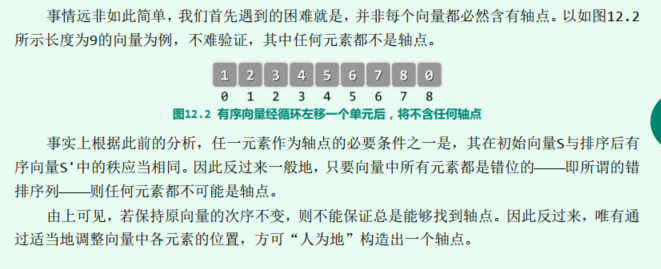 事情远非如此简单，我们首先遇到的困难就是，并非每个向量都必然含有轴点。以如图12.2
所示长度为9的向量为例，不难验证，其中任何元素都不是轴点。
1 2 3 4 5 6 7 8 0
0 1 2 3 4 5 6 7 8
图12.2 有序向量经循环左移一个单元后，将不含任何轴点
事实上根据此前的分析，任一元素作为轴点的必要条件之一是，其在初始向量S与排序后有
序向量S'中的秩应当相同。因此反过来一般地，只要向量中所有元素都是错位的——即所谓的错
排序列——则任何元素都不可能是轴点。
由上可见，若保持原向量的次序不变，则不能保证总是能够找到轴点。因此反过来，唯有通
过适当地调整向量中各元素的位置，方可“人为地”构造出一个轴点。